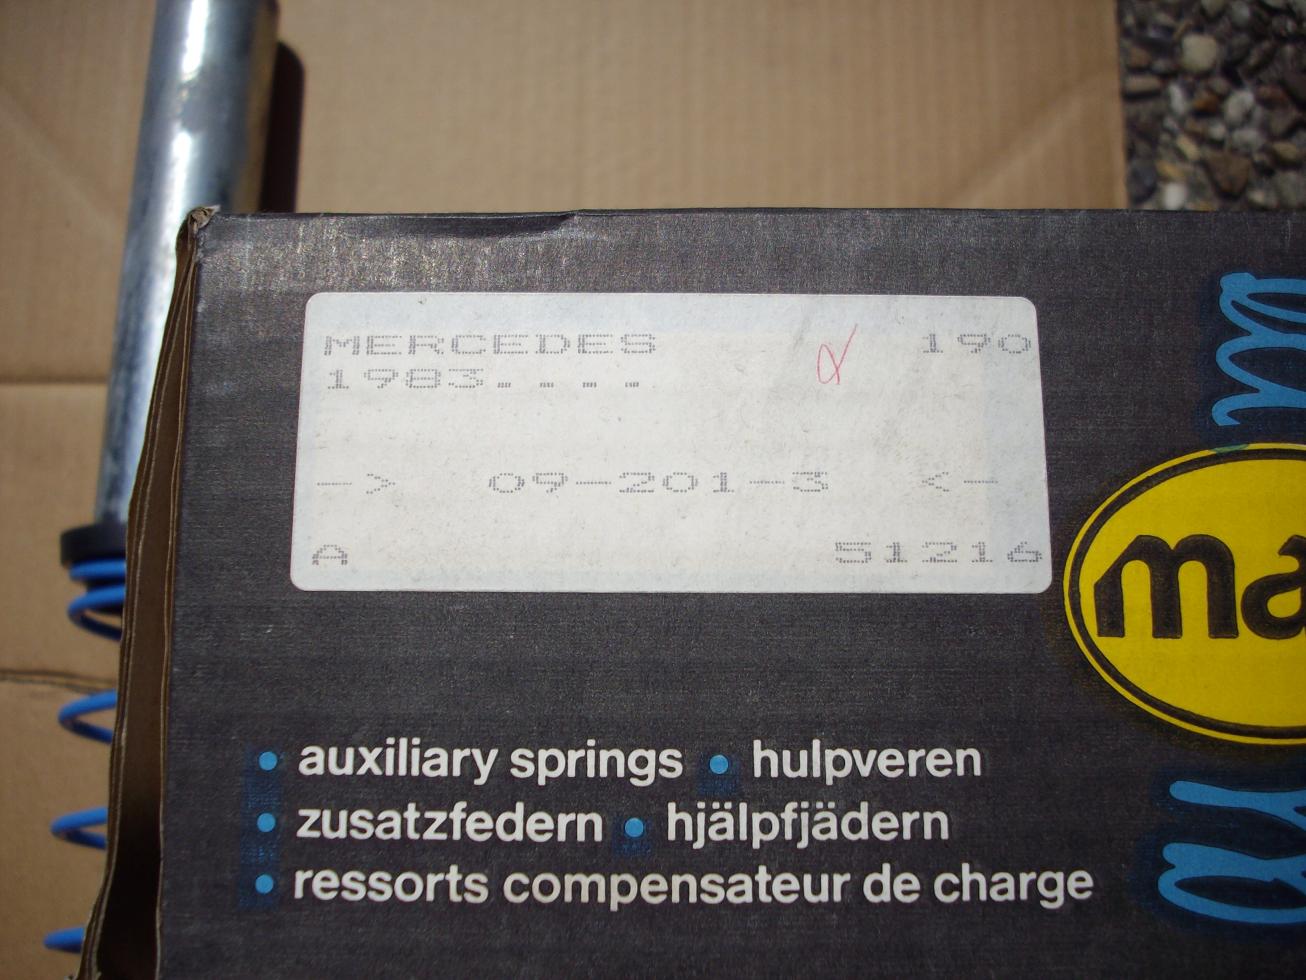 MERCEDES 190
1983....
-> 09-201-3 <-
A 51216
ma
• auxiliary springs • hulpveren
• zusatzfedern • hjälpfjädern
• ressorts compensateur de charge